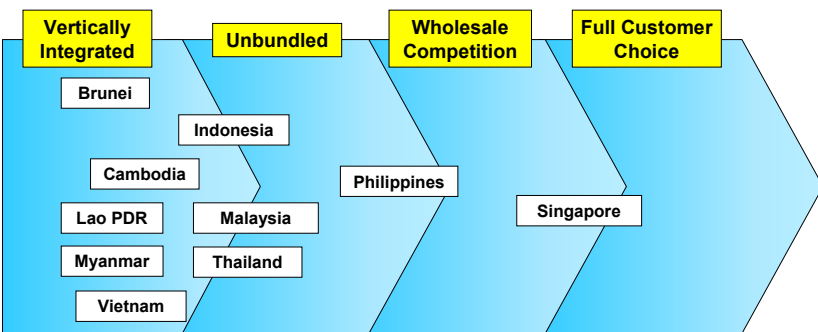 Vertically
Integrated
Unbundled
Wholesale
Competition
Full Customer
Choice
Brunei
Indonesia
Cambodia
Philippines
Lao PDR
Malaysia
Singapore
Myanmar
Thailand
Vietnam